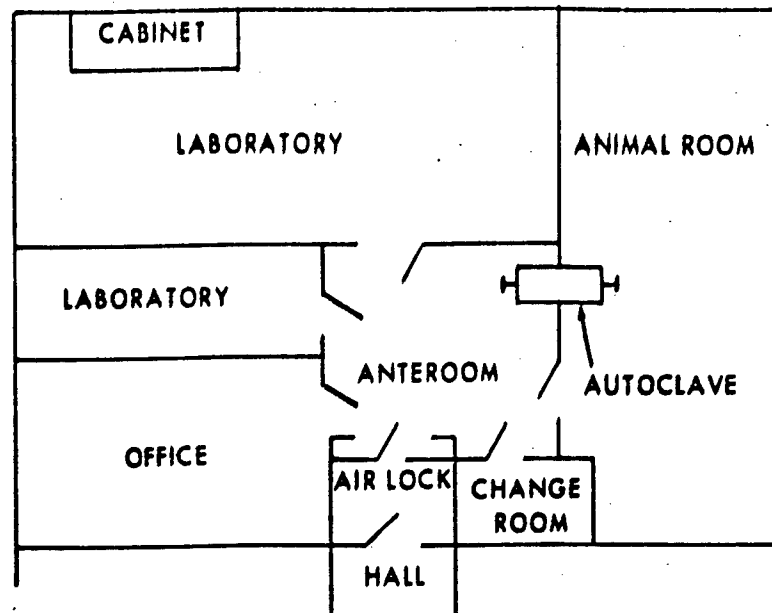 CABINET
LABORATORY
ANIMAL ROOM
LABORATORY
ANTEROOM
AUTOCLAVE
OFFICE
AIR LOCK
CHANGE
ROOM
HALL